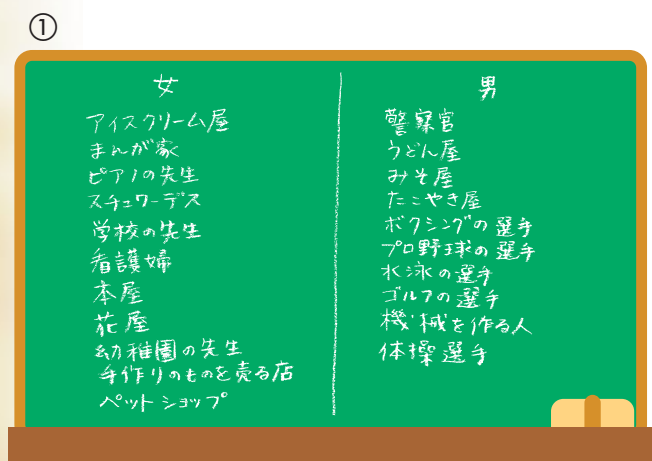 ①
女
アイスクリーム屋
まんが家
ピアノの先生
スチュワーデス
学校の先生
看護婦
本屋
花屋
幼稚園の先生
手作りのものを売る店
ペットショップ
男
警察官
うどん屋
みそ屋
たこやき屋
ボクシングの選手
プロ野球の選手
水泳の選手
ゴルフの選手
機械を作る人
体操選手